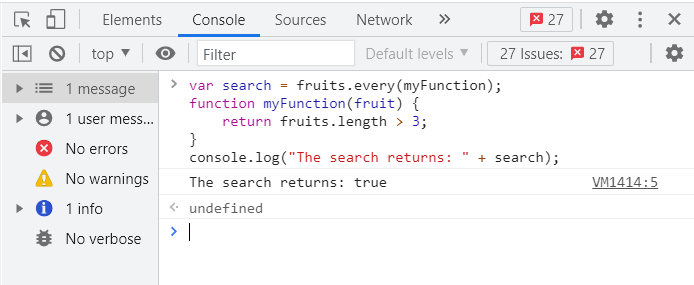 Elements Console Sources Network » 27
top Filter Default levels 27 Issues: 27
1 message
1 user mess...
No errors
No warnings
1 info
No verbose
> var search = fruits.every(myFunction);
function myFunction(fruit) {
return fruits.length > 3;
}
console.log("The search returns: " + search);
The search returns: true VM1414:5
undefined
>